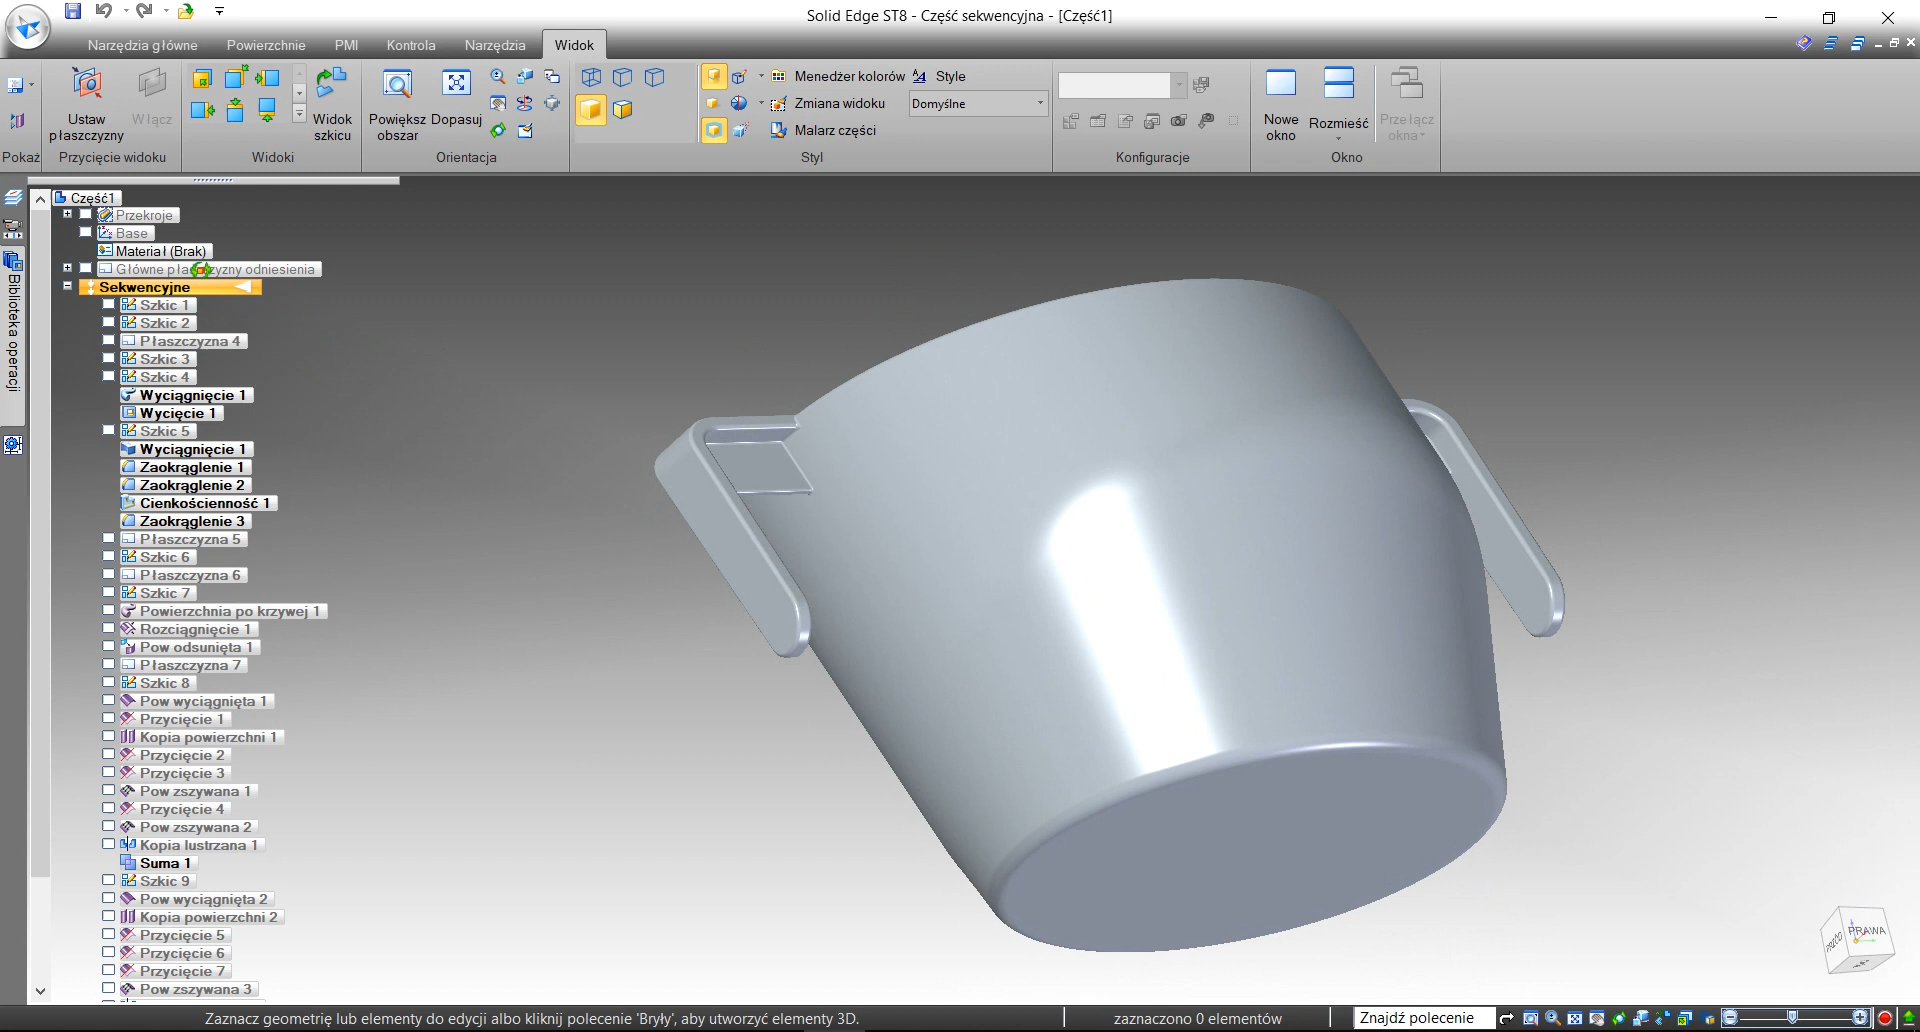 Solid Edge ST8 - Część sekwencyjna - [Część1]
Narzędzia główne Powierzchnie PMI Kontrola Narzędzia Widok
Ustaw płaszczyzny
Włącz
Widok szkicu
Powiększ obszar
Dopasuj
Menedżer kolorów
Style
Zmiana widoku
Domyślne
Malarz części
Nowe okno
Rozmieść
Przełącz okna
Pokaż Przycięcie widoku Widoki Orientacja Styl Konfiguracje Okno
Biblioteka operacji
Część1
Przekroje
Base
Materiał (Brak)
Główne pła zyzny odniesienia
Sekwencyjne
Szkic 1
Szkic 2
Płaszczyzna 4
Szkic 3
Szkic 4
Wyciągnięcie 1
Wycięcie 1
Szkic 5
Wyciągnięcie 1
Zaokrąglenie 1
Zaokrąglenie 2
Cienkościenność 1
Zaokrąglenie 3
Płaszczyzna 5
Szkic 6
Płaszczyzna 6
Szkic 7
Powierzchnia po krzywej 1
Rozciągnięcie 1
Pow odsunięta 1
Płaszczyzna 7
Szkic 8
Pow wyciągnięta 1
Przycięcie 1
Kopia powierzchni 1
Przycięcie 2
Przycięcie 3
Pow zszywana 1
Przycięcie 4
Pow zszywana 2
Kopia lustrzana 1
Suma 1
Szkic 9
Pow wyciągnięta 2
Kopia powierzchni 2
Przycięcie 5
Przycięcie 6
Przycięcie 7
Pow zszywana 3
PRZÓD PRAWA
Zaznacz geometrię lub elementy do edycji albo kliknij polecenie 'Bryły', aby utworzyć elementy 3D.
zaznaczono 0 elementów
Znajdź polecenie